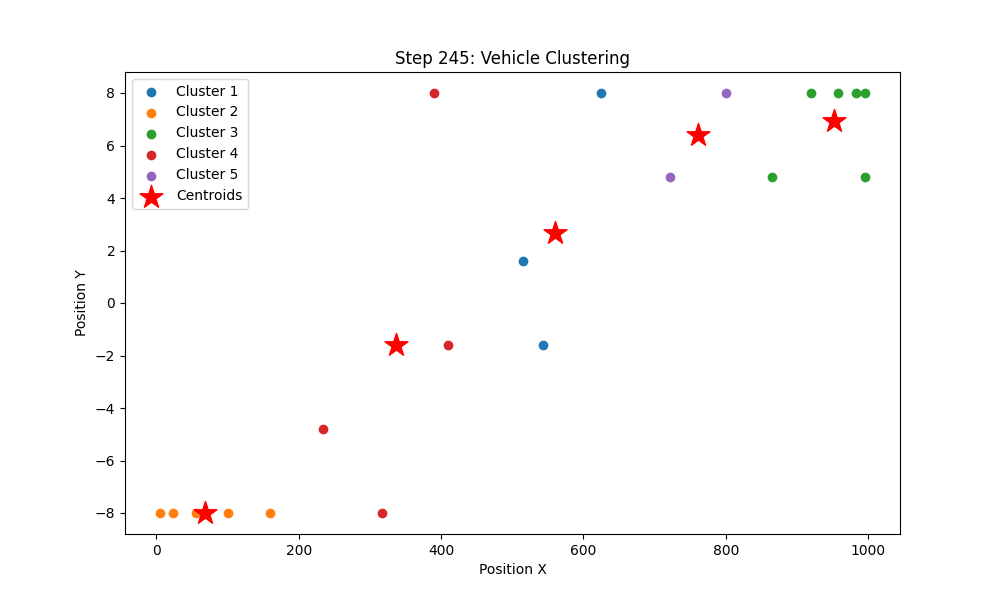 Step 245: Vehicle Clustering
Cluster 1
Cluster 2
Cluster 3
Cluster 4
Cluster 5
Centroids
8
6
4
2
0
−2
−4
−6
−8
Position Y
0 200 400 600 800 1000
Position X